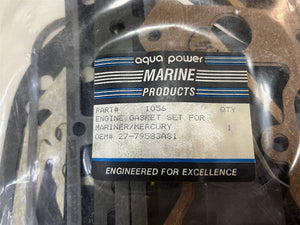 aqua power
MARINE
PRODUCTS
PART# 1056 QTY
ENGINE GASKET SET FOR
MARINER/MERCURY 1
OEM# 27-79583A81
ENGINEERED FOR EXCELLENCE